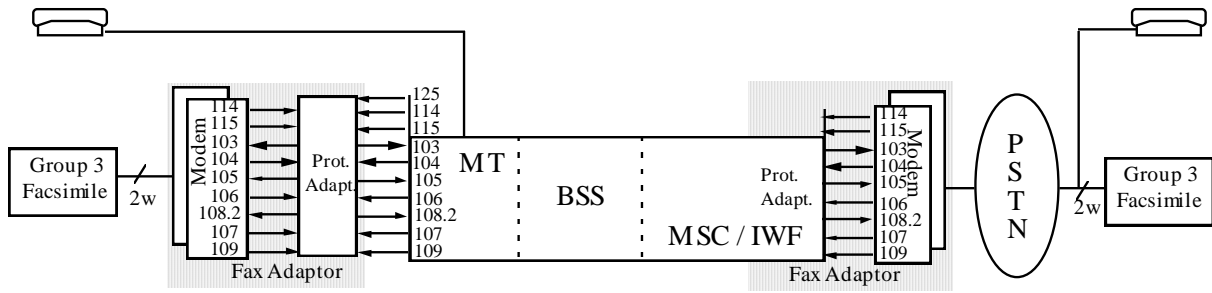 Group 3
Facsimile
2w
Modem
114
115
103
104
105
106
108.2
107
109
Prot.
Adapt.
Fax Adaptor
125
114
115
103
104
105
106
108.2
107
109
MT
BSS
MSC / IWF
Prot.
Adapt.
Fax Adaptor
114
115
103
104
105
106
108.2
107
109
Modem
P
S
T
N
2w
Group 3
Facsimile